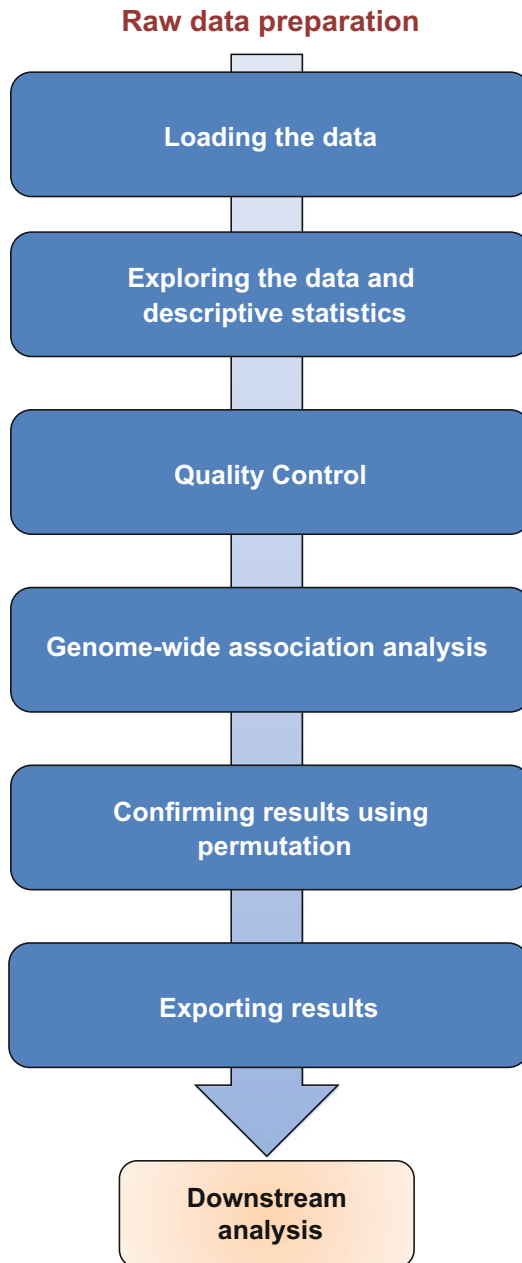 Raw data preparation
Loading the data
Exploring the data and
descriptive statistics
Quality Control
Genome-wide association analysis
Confirming results using
permutation
Exporting results
Downstream
analysis